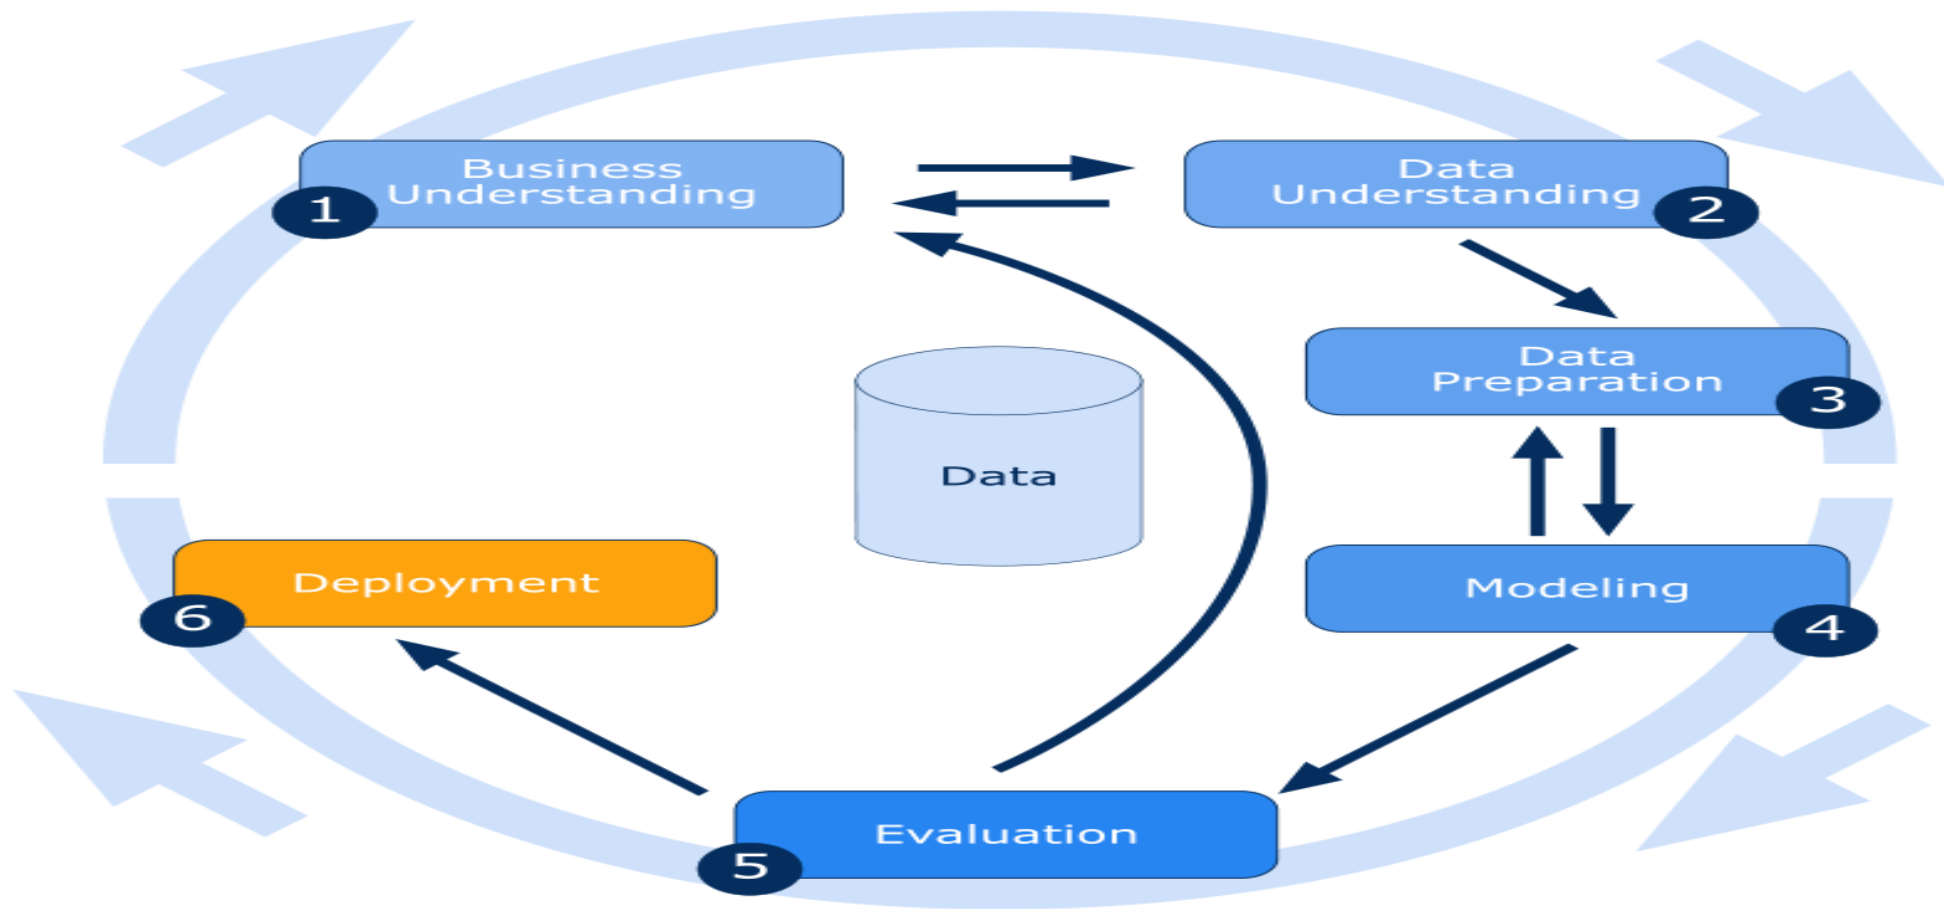 Business
Understanding
1
Data
Understanding
2
Data
Preparation
3
Data
Modeling
4
Deployment
6
Evaluation
5